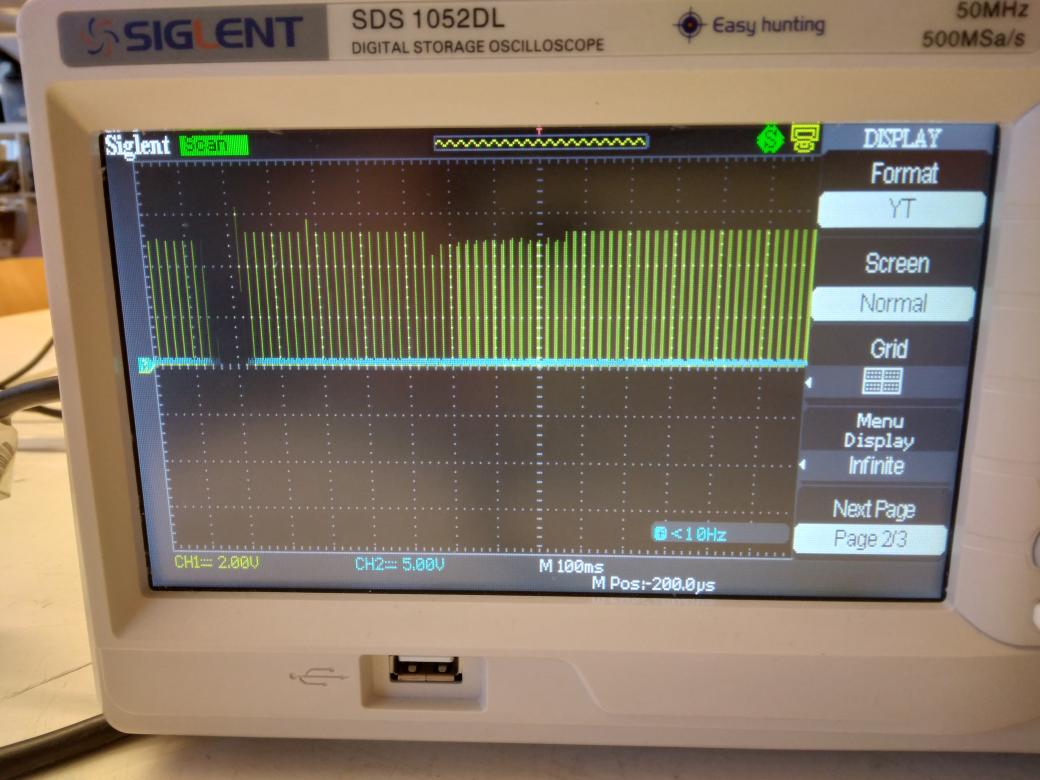 SIGLENT
SDS 1052DL
DIGITAL STORAGE OSCILLOSCOPE
Easy hunting
50MHz
500MSa/s
Siglent
Scan
T
S
DISPLAY
Format
YT
Screen
Normal
Grid
Menu
Display
Infinite
Next Page
Page 2/3
<10Hz
CH1 2.00V
CH2 5.00V
M 100ms
M Pos:-200.0µs